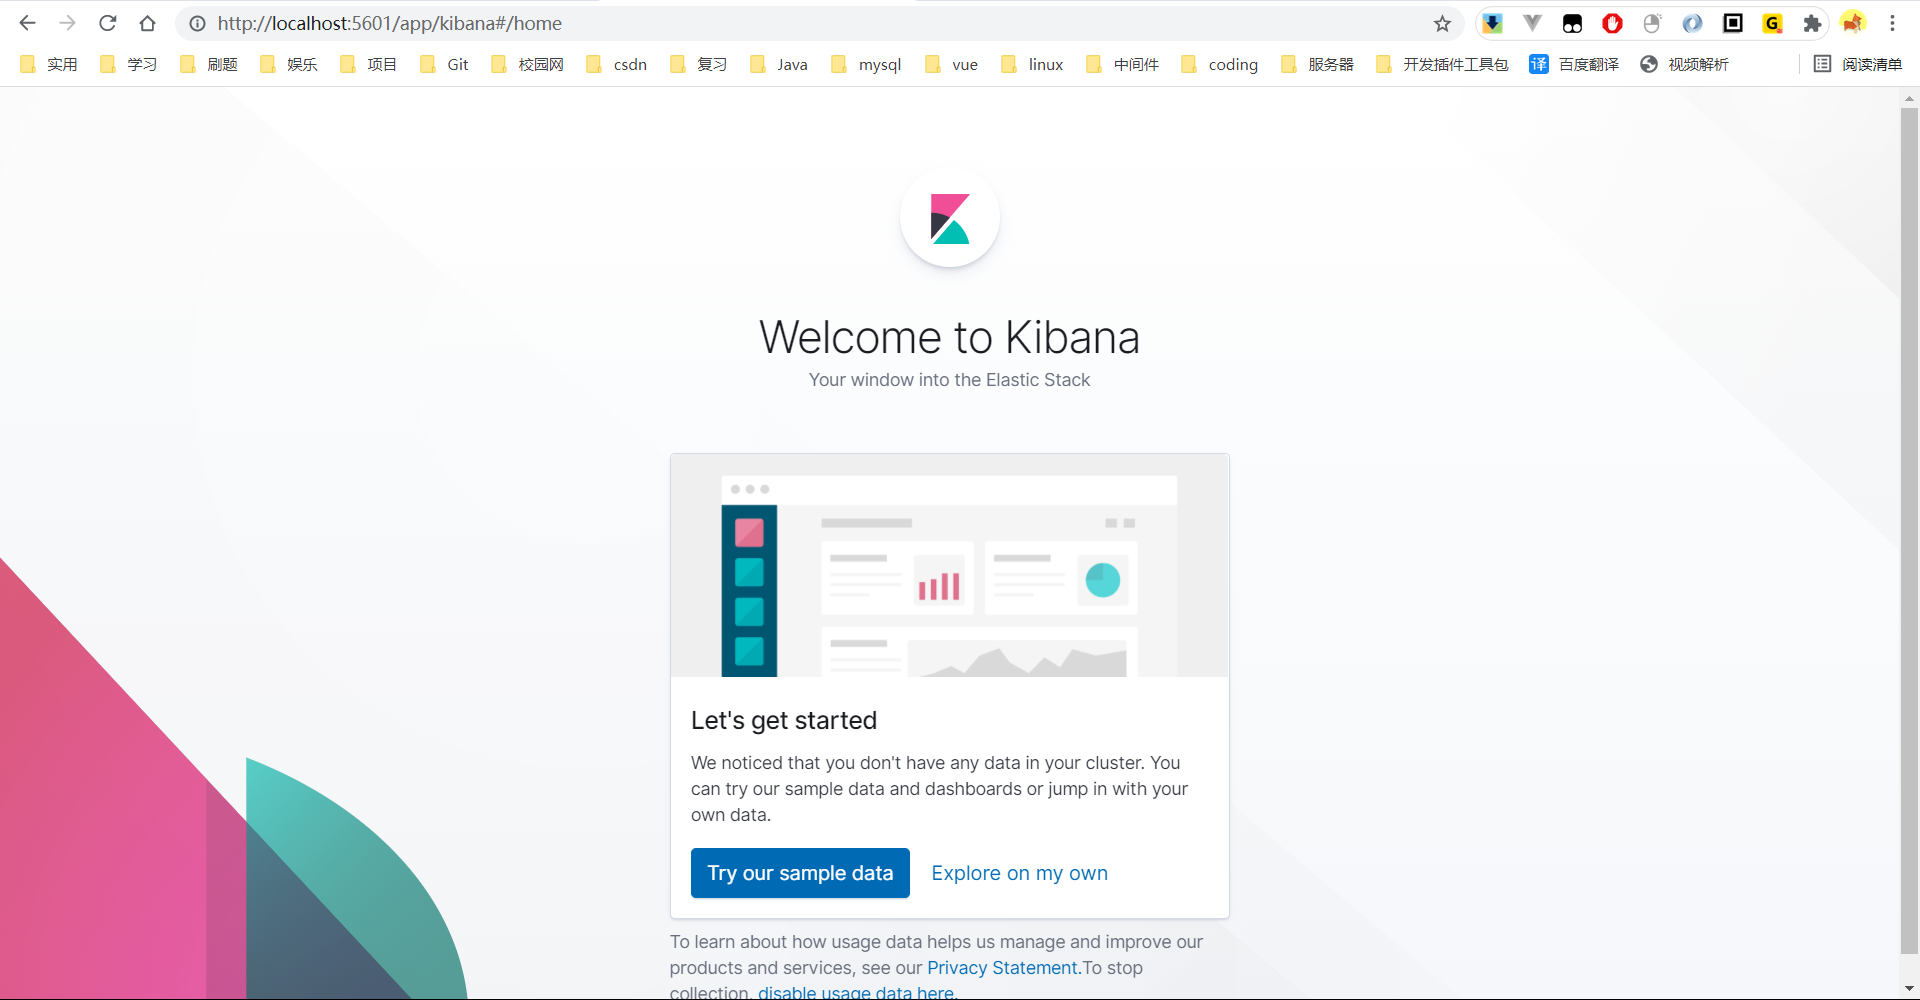 http://localhost:5601/app/kibana#/home
实用 学习 刷题 娱乐 项目 Git 校园网 csdn 复习 Java mysql vue linux 中间件 coding 服务器 开发插件工具包 译 百度翻译 视频解析 阅读清单
Welcome to Kibana
Your window into the Elastic Stack
Let's get started
We noticed that you don't have any data in your cluster. You
can try our sample data and dashboards or jump in with your
own data.
Try our sample data Explore on my own
To learn about how usage data helps us manage and improve our
products and services, see our Privacy Statement.To stop
collection, disable usage data here.